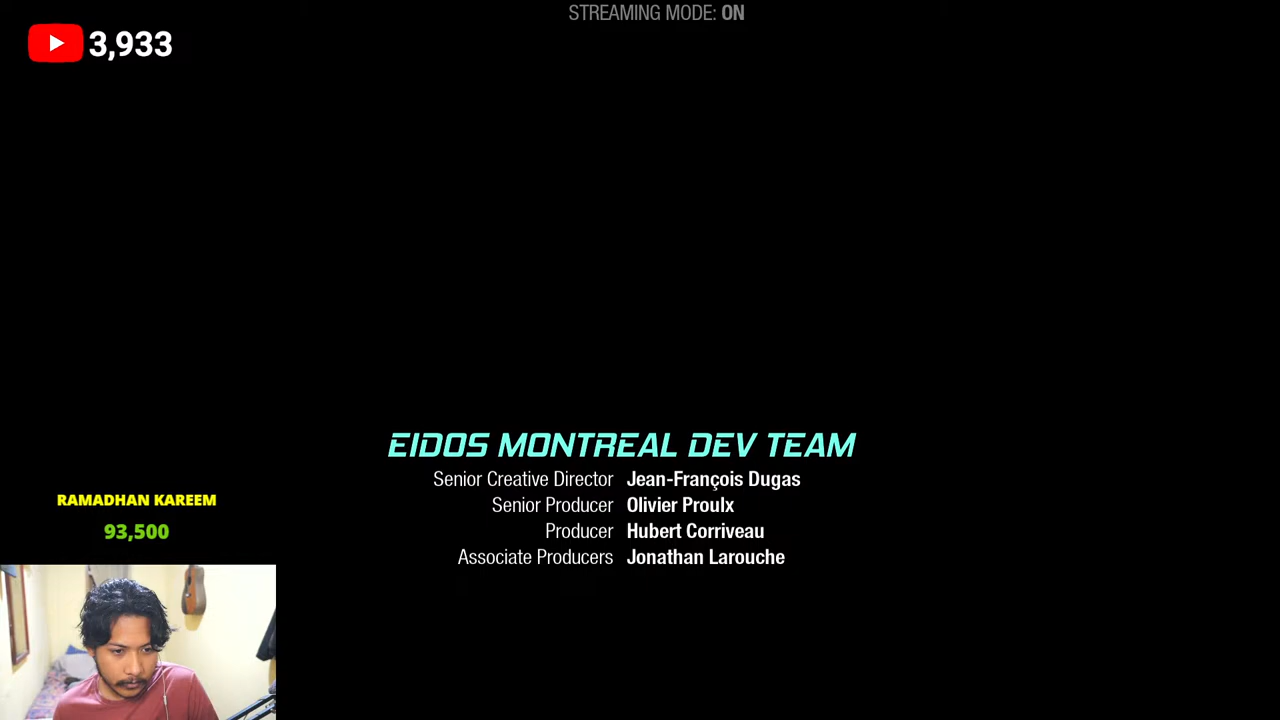 STREAMING MODE: ON
3,933
EIDOS MONTREAL DEV TEAM
Senior Creative Director Jean-François Dugas
Senior Producer Olivier Proulx
Producer Hubert Corriveau
Associate Producers Jonathan Larouche
RAMADHAN KAREEM
93,500